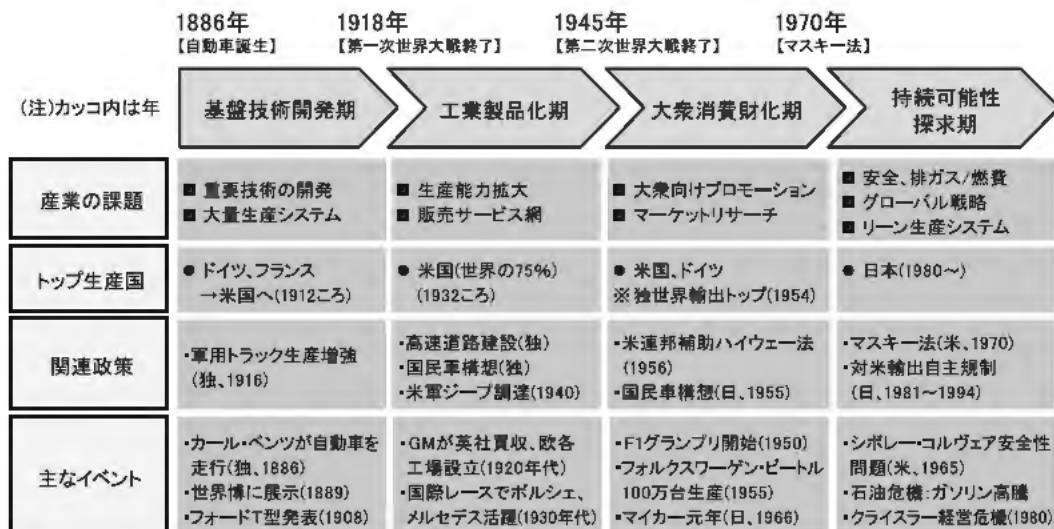 1886年
【自動車誕生】
1918年
【第一次世界大戦終了】
1945年
【第二次世界大戦終了】
1970年
【マスキー法】
(注)カッコ内は年
基盤技術開発期
工業製品化期
大衆消費財化期
持続可能性
探求期
産業の課題
■ 重要技術の開発
■ 大量生産システム
■ 生産能力拡大
■ 販売サービス網
■ 大衆向けプロモーション
■ マーケットリサーチ
■ 安全、排ガス/燃費
■ グローバル戦略
■ リーン生産システム
トップ生産国
● ドイツ、フランス
→米国へ(1912ころ)
● 米国(世界の75%)
(1932ころ)
● 米国、ドイツ
※独世界輸出トップ(1954)
● 日本(1980~)
関連政策
・軍用トラック生産増強
(独、1916)
・高速道路建設(独)
・国民車構想(独)
・米軍ジープ調達(1940)
・米連邦補助ハイウェー法
(1956)
・国民車構想(日、1955)
・マスキー法(米、1970)
・対米輸出自主規制
(日、1981~1994)
主なイベント
・カール・ベンツが自動車を
走行(独、1886)
・世界博に展示(1889)
・フォードT型発表(1908)
・GMが英社買収、欧各
工場設立(1920年代)
・国際レースでポルシェ、
メルセデス活躍(1930年代)
・F1グランプリ開始(1950)
・フォルクスワーゲン・ビートル
100万台生産(1955)
・マイカー元年(日、1966)
・シボレー・コルヴェア安全性
問題(米、1965)
・石油危機:ガソリン高騰
・クライスラー経営危機(1980)